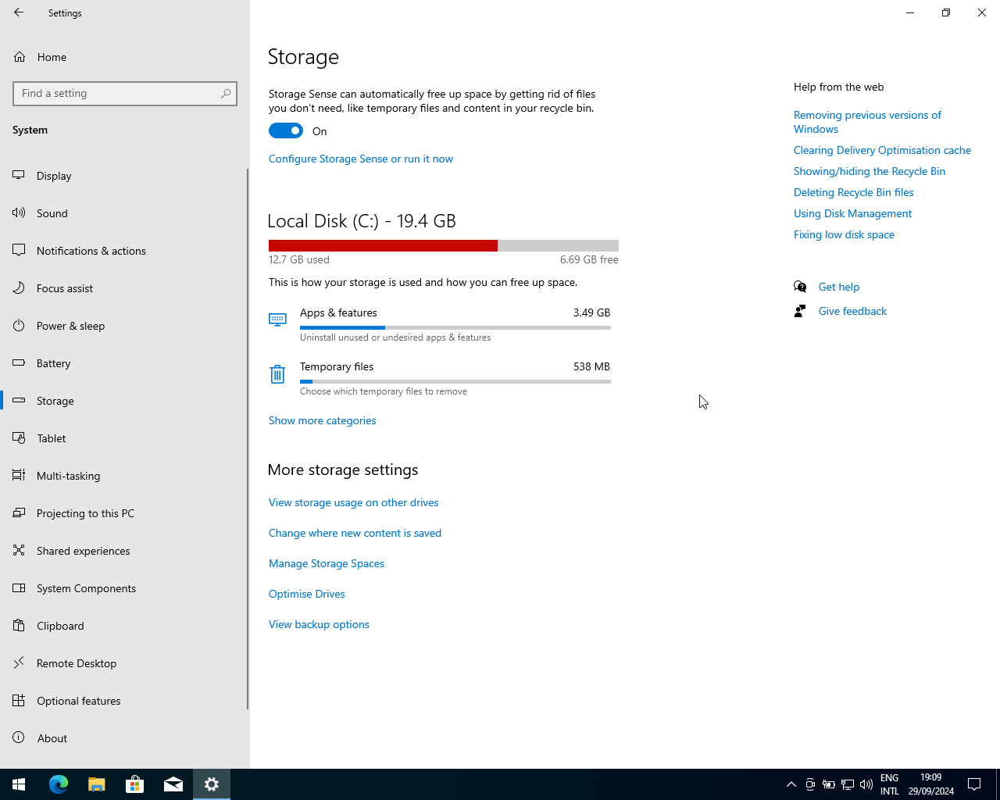 Settings
Home
Find a setting
System
Display
Sound
Notifications & actions
Focus assist
Power & sleep
Battery
Storage
Tablet
Multi-tasking
Projecting to this PC
Shared experiences
System Components
Clipboard
Remote Desktop
Optional features
About
Storage
Storage Sense can automatically free up space by getting rid of files
you don't need, like temporary files and content in your recycle bin.
On
Configure Storage Sense or run it now
Local Disk (C:) - 19.4 GB
12.7 GB used 6.69 GB free
This is how your storage is used and how you can free up space.
Apps & features 3.49 GB
Uninstall unused or undesired apps & features
Temporary files 538 MB
Choose which temporary files to remove
Show more categories
More storage settings
View storage usage on other drives
Change where new content is saved
Manage Storage Spaces
Optimise Drives
View backup options
Help from the web
Removing previous versions of
Windows
Clearing Delivery Optimisation cache
Showing/hiding the Recycle Bin
Deleting Recycle Bin files
Using Disk Management
Fixing low disk space
Get help
Give feedback
ENG
INTL
19:09
29/09/2024